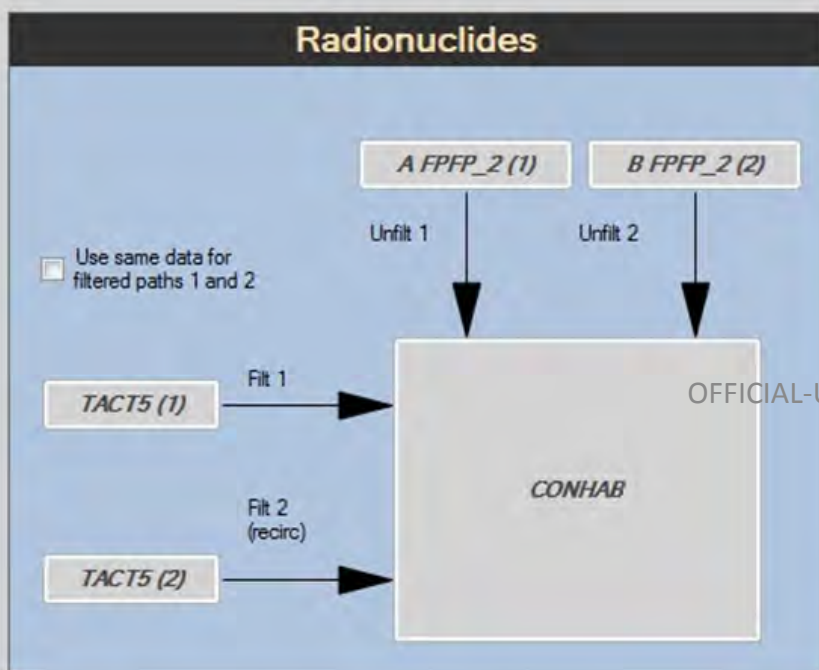 Radionuclides
A FPFP_2 (1)
B FPFP_2 (2)
Unfilt 1
Unfilt 2
Use same data for
filtered paths 1 and 2
Filt 1
TACT5 (1)
OFFICIAL-U
CONHAB
Filt 2
(recirc)
TACT5 (2)